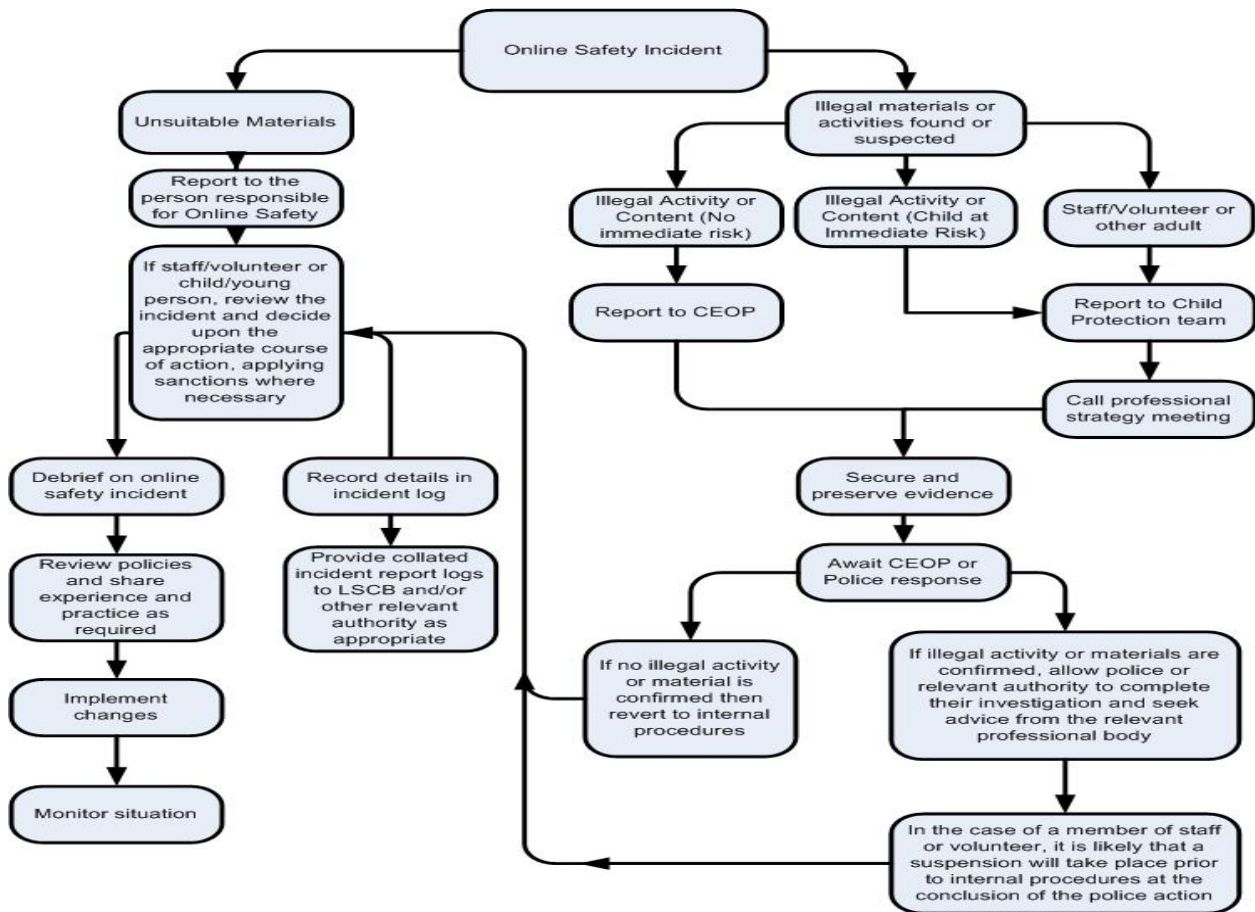 Online Safety Incident
Unsuitable Materials
Illegal materials or
activities found or
suspected
Report to the
person responsible
for Online Safety
Illegal Activity or
Content (No
immediate risk)
Illegal Activity or
Content (Child at
Immediate Risk)
Staff/Volunteer or
other adult
If staff/volunteer or
child/young
person, review the
incident and decide
upon the
appropriate course
of action, applying
sanctions where
necessary
Report to CEOP
Report to Child
Protection team
Call professional
strategy meeting
Debrief on online
safety incident
Record details in
incident log
Secure and
preserve evidence
Review policies
and share
experience and
practice as
required
Provide collated
incident report logs
to LSCB and/or
other relevant
authority as
appropriate
Await CEOP or
Police response
If no illegal activity
or material is
confirmed then
revert to internal
procedures
If illegal activity or materials are
confirmed, allow police or
relevant authority to complete
their investigation and seek
advice from the relevant
professional body
Implement
changes
Monitor situation
In the case of a member of staff
or volunteer, it is likely that a
suspension will take place prior
to internal procedures at the
conclusion of the police action